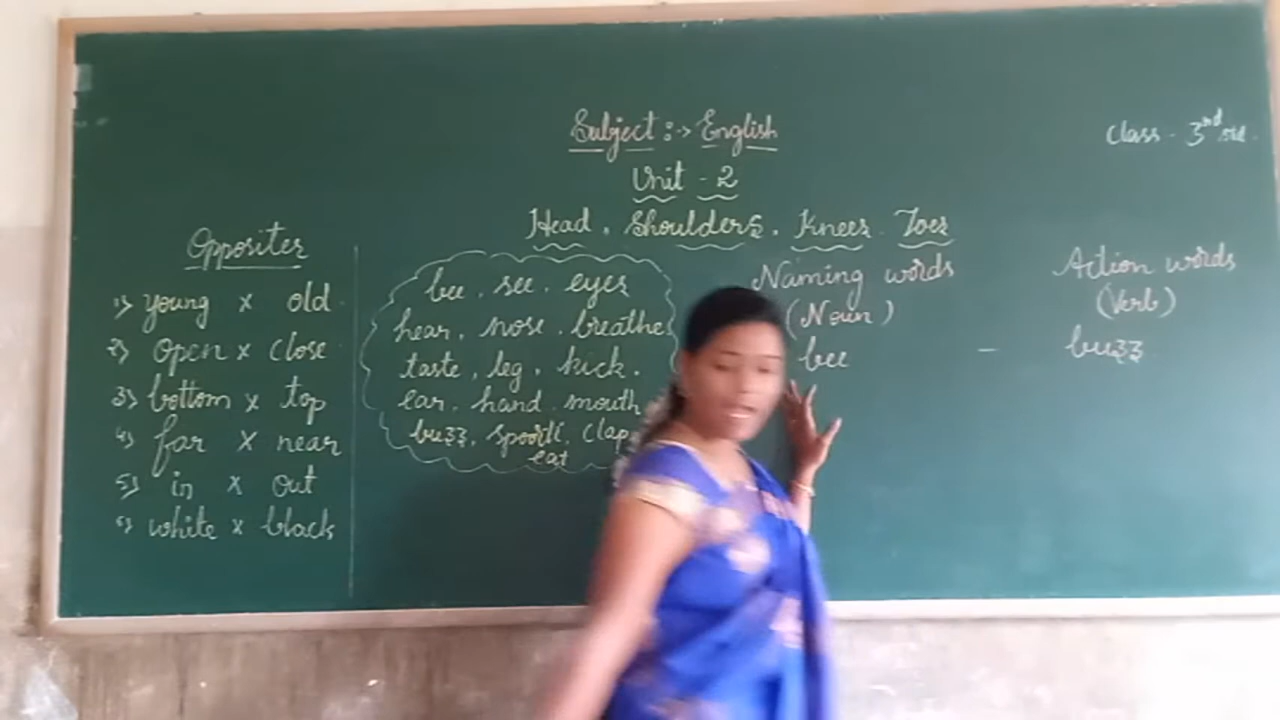 Subject :-> English
Class - 3rd std.
Unit - 2
Head, Shoulders, Knees Toes
Opposites
1) young x old
2) open x close
3) bottom x top
4) far x near
5) in x out
6) white x black
bee, see, eyes
hear, nose, breathe
taste, leg, kick.
ear, hand, mouth
buzz, clap
eat
Naming words
(Noun)
bee - buzz
Action words
(Verb)